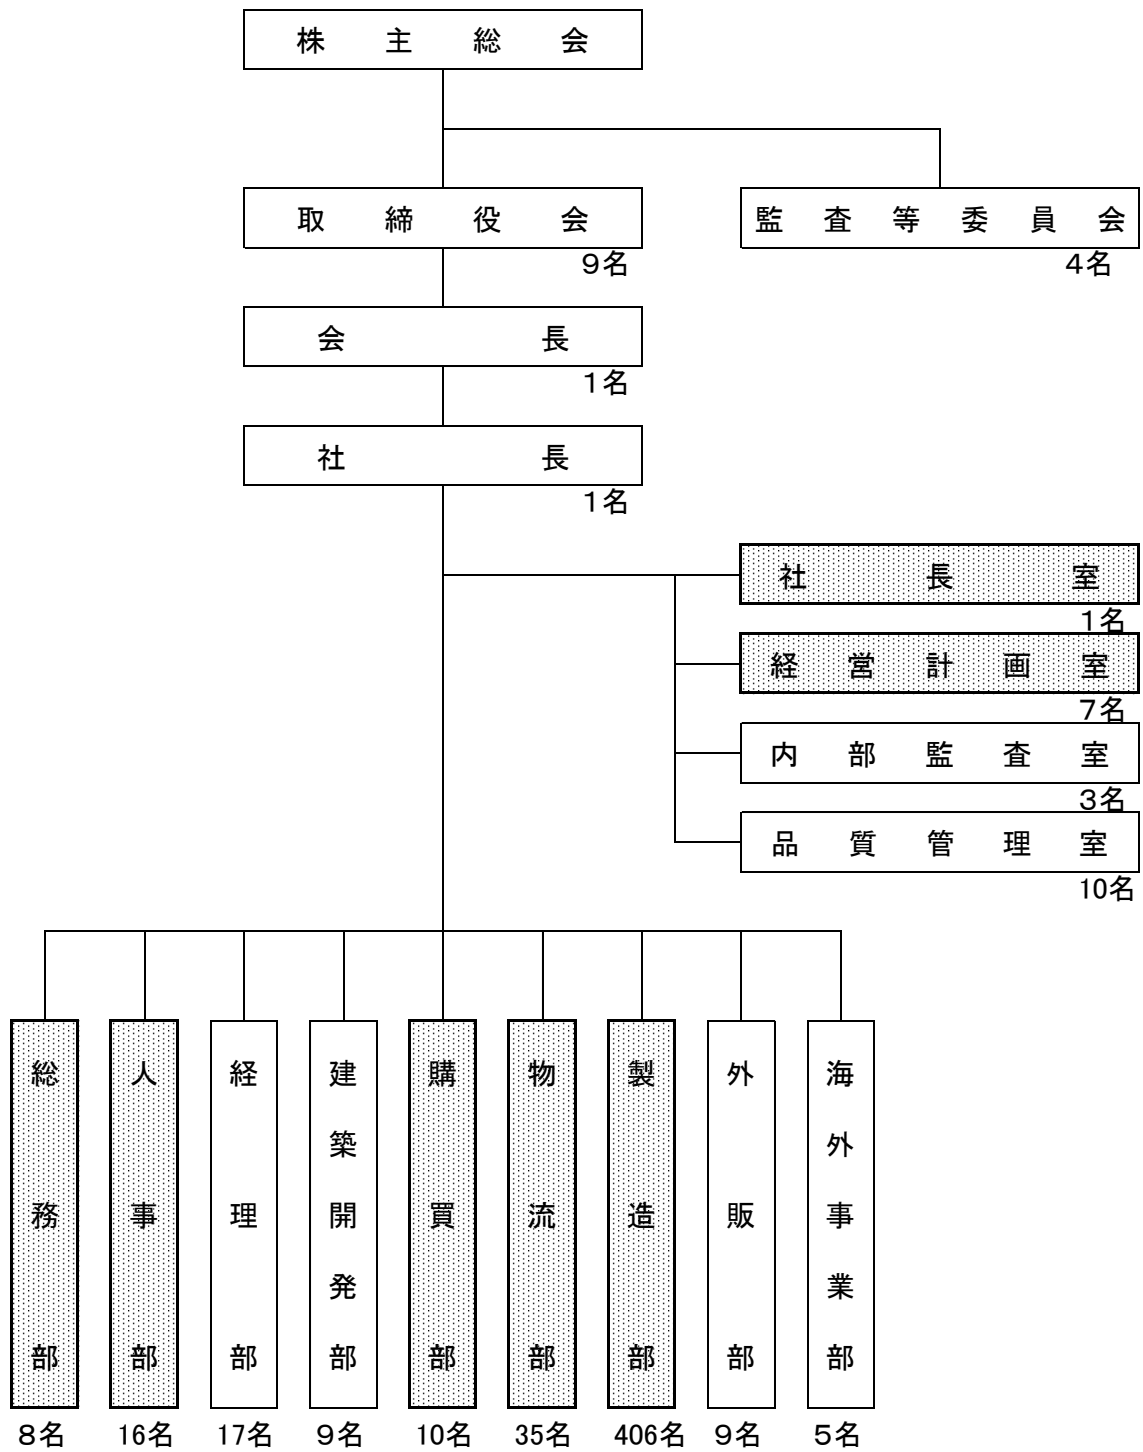 株主総会
取締役会
9名
監査等委員会
4名
会長
1名
社長
1名
社長室
1名
経営計画室
7名
内部監査室
3名
品質管理室
10名
総務部
8名
人事部
16名
経理部
17名
建築開発部
9名
購買部
10名
物流部
35名
製造部
406名
外販部
9名
海外事業部
5名